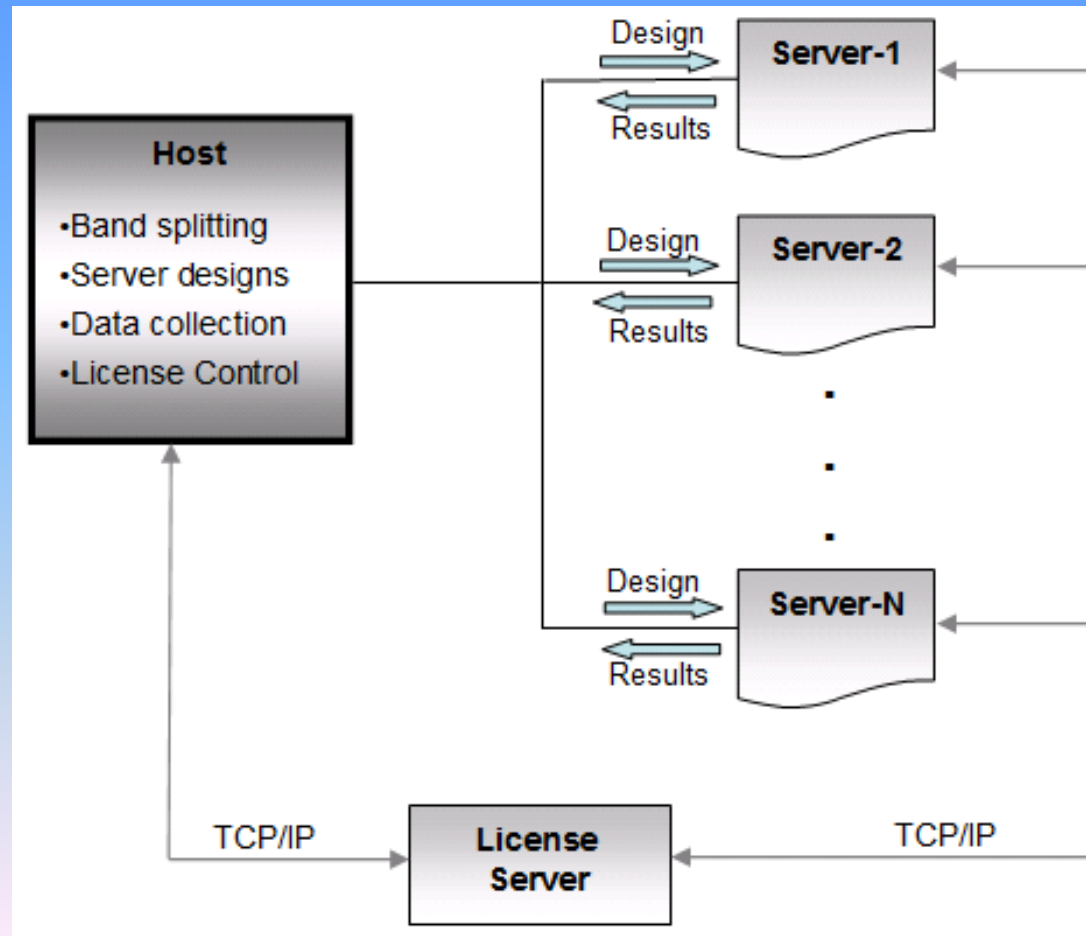 Host
•Band splitting
•Server designs
•Data collection
•License Control
Design
Results
Server-1
Design
Results
Server-2
Design
Results
Server-N
TCP/IP
License
Server
TCP/IP